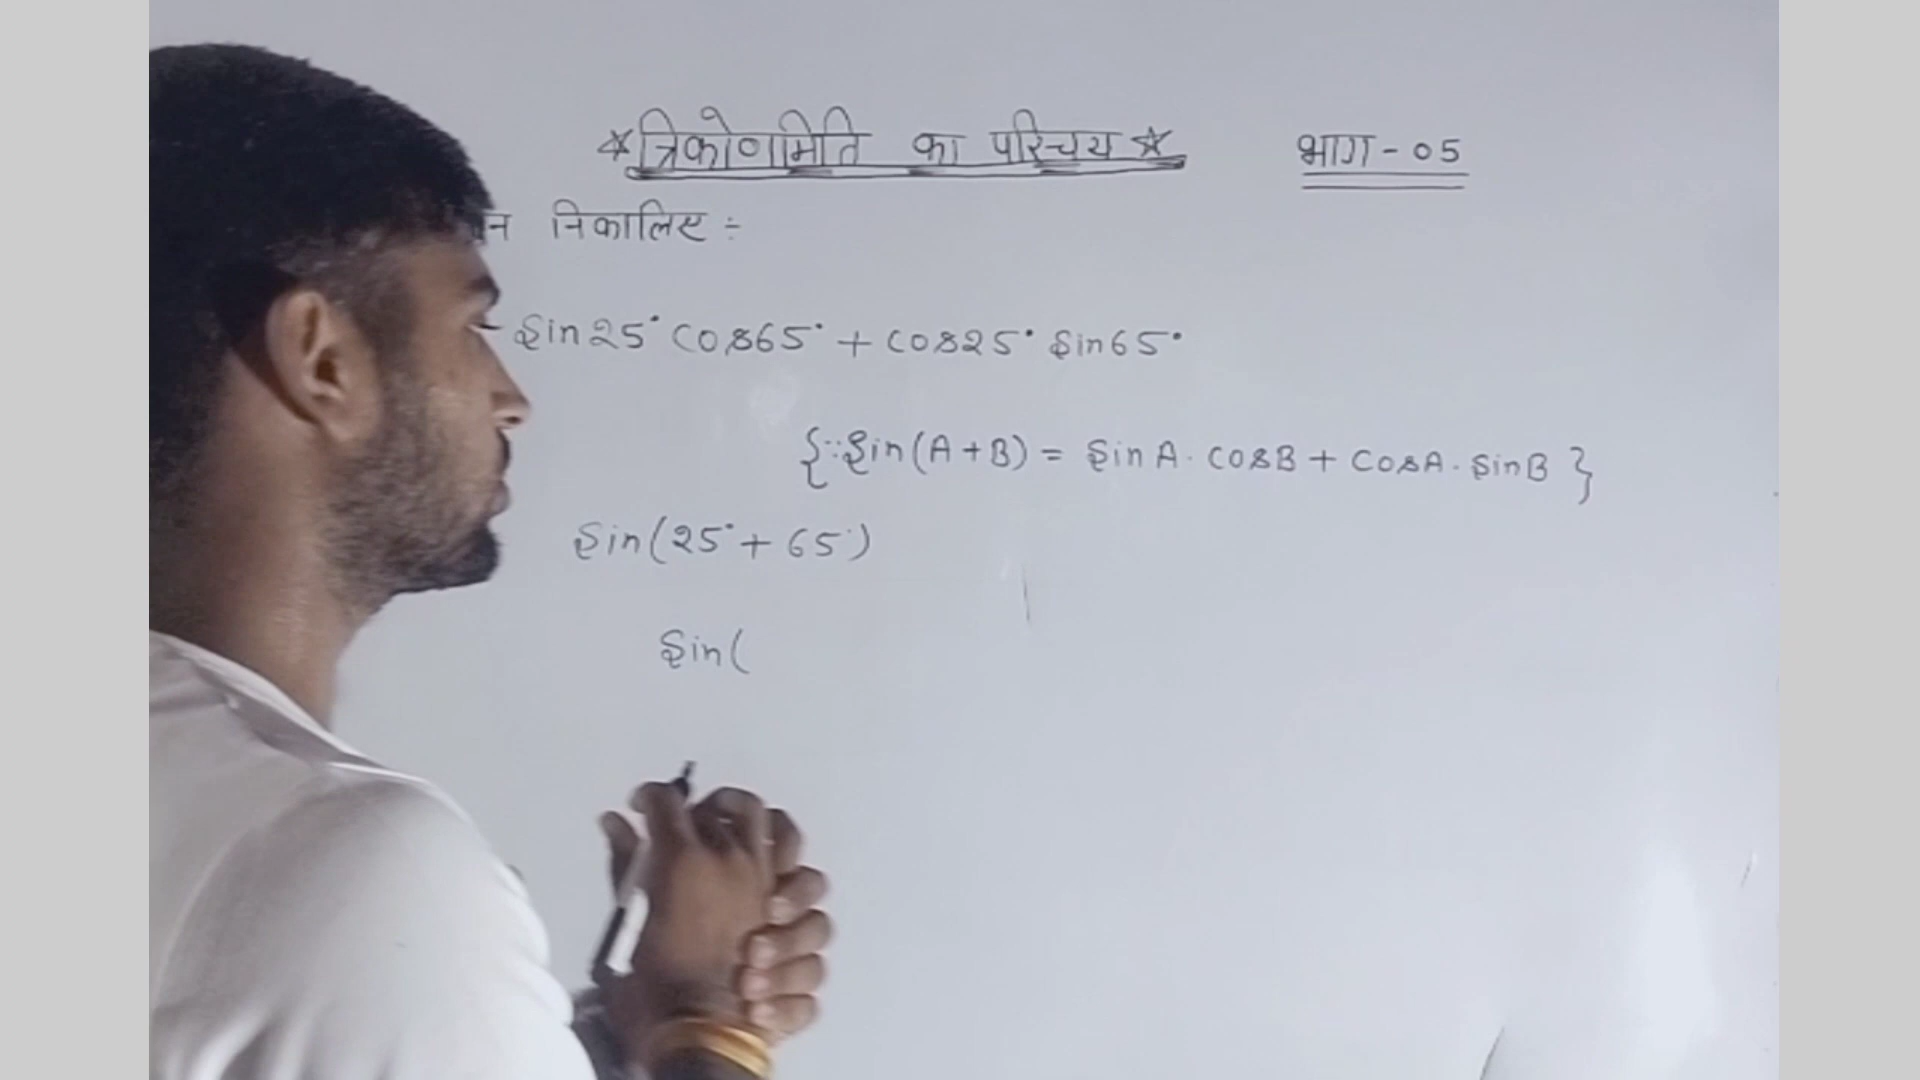 ★ त्रिकोणमिति का परिचय ★ भाग - 05
निकालिए ÷
Sin25° Cos65° + Cos25° Sin65°
{∵ Sin(A+B) = SinA. CosB + CosA. SinB}
Sin(25° + 65°)
Sin(